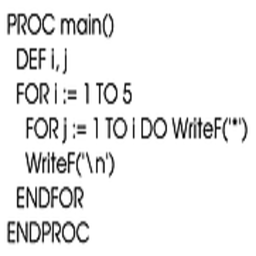 PROC main()
DEF i, j
FOR i := 1 TO 5
FOR j := 1 TO i DO WriteF('*')
WriteF('\n')
ENDFOR
ENDPROC